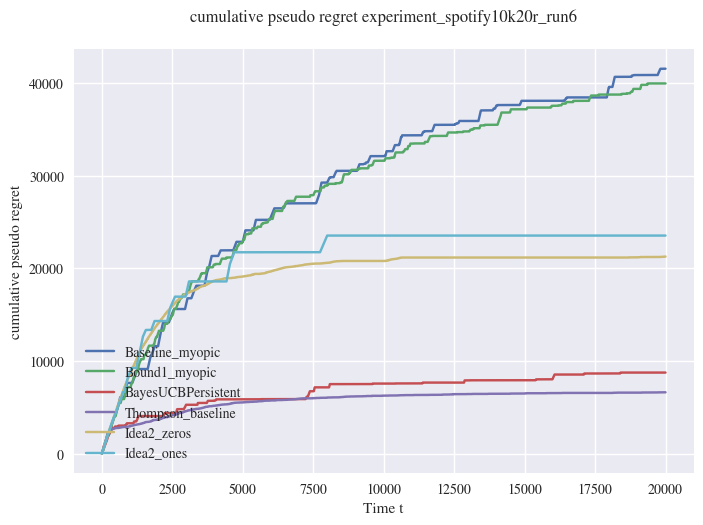 cumulative pseudo regret experiment_spotify10k20r_run6
cumulative pseudo regret
40000
30000
20000
10000
0
Baseline_myopic
Bound1_myopic
BayesUCBPersistent
Thompson_baseline
Idea2_zeros
Idea2_ones
0 2500 5000 7500 10000 12500 15000 17500 20000
Time t